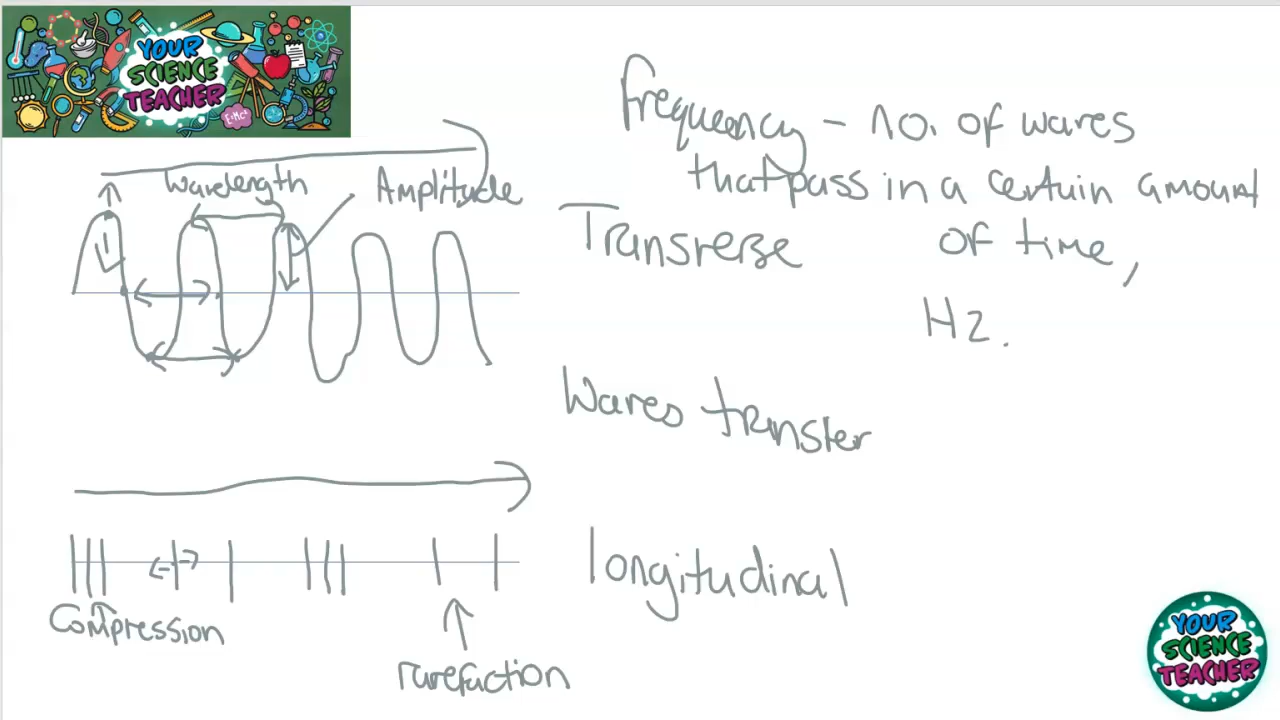 YOUR
SCIENCE
TEACHER
E=MC²
frequency - no. of waves
that pass in a certain amount
of time,
Hz.
Wavelength
Amplitude
Transverse
Waves transfer
longitudinal
Compression
rarefaction
YOUR
SCIENCE
TEACHER